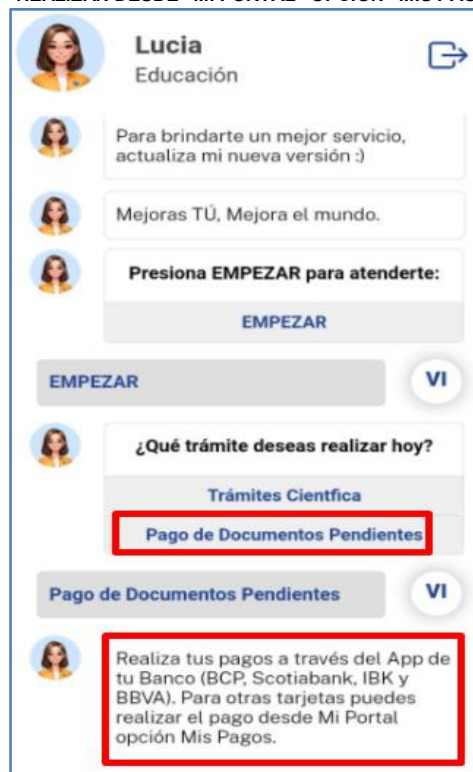 Lucia
Educación
Para brindarte un mejor servicio,
actualiza mi nueva versión :)
Mejoras TÚ, Mejora el mundo.
Presiona EMPEZAR para atenderte:
EMPEZAR
EMPEZAR
VI
¿Qué trámite deseas realizar hoy?
Trámites Cientfica
Pago de Documentos Pendientes
Pago de Documentos Pendientes
VI
Realiza tus pagos a través del App de
tu Banco (BCP, Scotiabank, IBK y
BBVA). Para otras tarjetas puedes
realizar el pago desde Mi Portal
opción Mis Pagos.